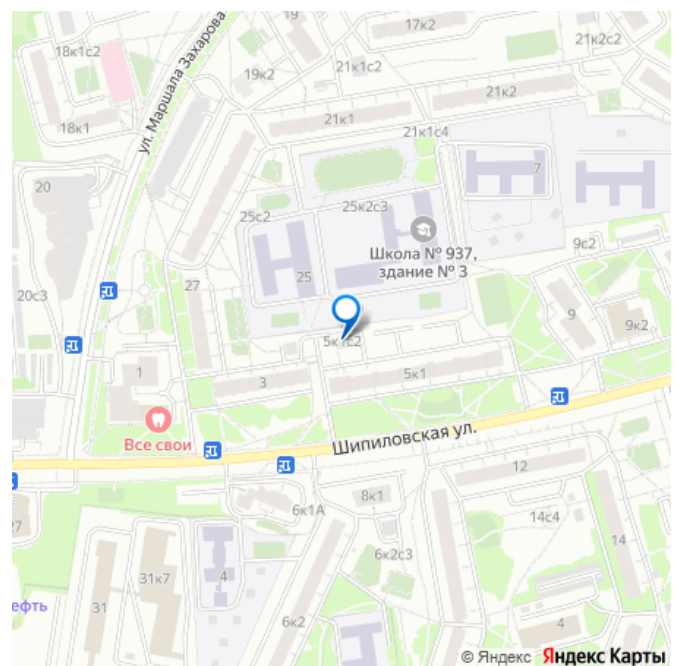 18к1с2
19
17к2
21к2с2
ул. Маршала Захарова
19к2
21к1с2
21к2
18к1
21к1
21к1с4
20
7
25с2
25к2с3
Школа № 937,
здание № 3
9с2
20с3
27
25
9
9к2
5к1с2
1
3
5к1
Все свои
Шипиловская ул.
12
8к1
6к1А
14с4
27
31к7
4
6к2с3
14
31
ефть
6к2
4
© Яндекс Яндекс Карты